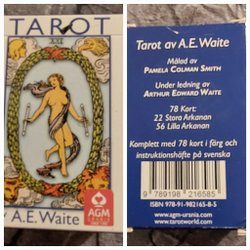 TAROT
XXI.
v A.E. Waite
AGM
Tarot av A.E. Waite
Målad av
PAMELA COLMAN SMITH
Under ledning av
ARTHUR EDWARD WAITE
78 Kort:
22 Stora Arkanan
56 Lilla Arkanan
Komplett med 78 kort i färg och
instruktionshäfte på svenska
9 789198 216585
ISBN 978-91-982165-8-5
www.agm-urania.com
www.tarotworld.com